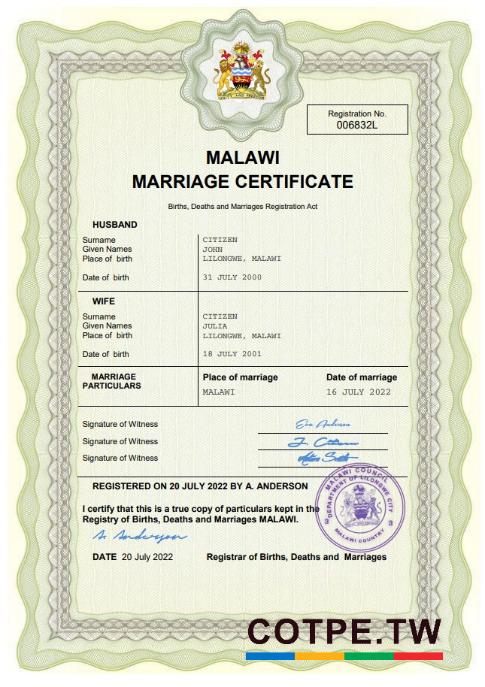 Registration No.
006832L
MALAWI
MARRIAGE CERTIFICATE
Births, Deaths and Marriages Registration Act
HUSBAND
Surname CITIZEN
Given Names JOHN
Place of birth LILONGWE, MALAWI
Date of birth 31 JULY 2000
WIFE
Surname CITIZEN
Given Names JULIA
Place of birth LILONGWE, MALAWI
Date of birth 18 JULY 2001
MARRIAGE PARTICULARS
Place of marriage Date of marriage
MALAWI 16 JULY 2022
Signature of Witness
Signature of Witness
Signature of Witness
REGISTERED ON 20 JULY 2022 BY A. ANDERSON
I certify that this is a true copy of particulars kept in the
Registry of Births, Deaths and Marriages MALAWI.
A. Anderson
DATE 20 July 2022 Registrar of Births, Deaths and Marriages
MALAWI COUNCIL
DEPARTMENT OF LILONGWE CITY
MALAWI COUNTRY
COTPE.TW